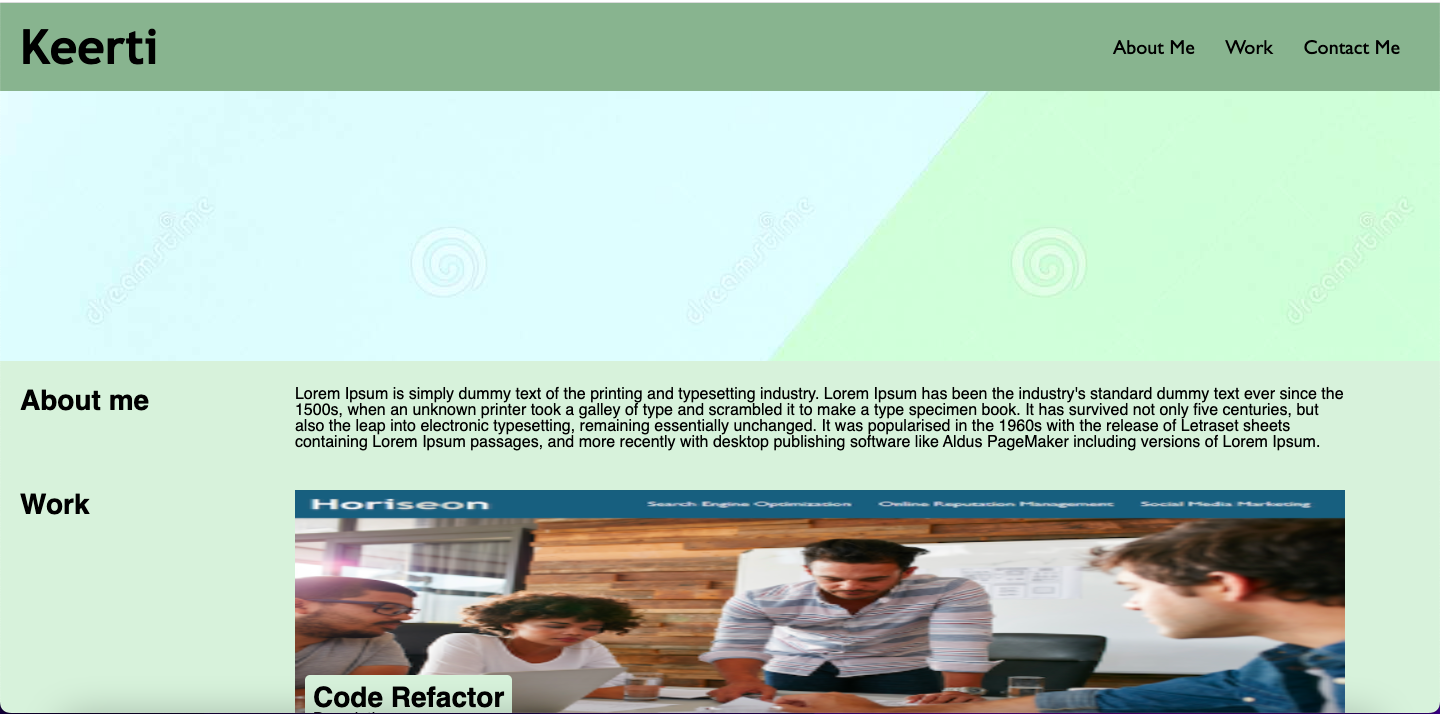 Keerti
About Me Work Contact Me
dreamstime dreamstime dreamstime
About me
Lorem Ipsum is simply dummy text of the printing and typesetting industry. Lorem Ipsum has been the industry's standard dummy text ever since the
1500s, when an unknown printer took a galley of type and scrambled it to make a type specimen book. It has survived not only five centuries, but
also the leap into electronic typesetting, remaining essentially unchanged. It was popularised in the 1960s with the release of Letraset sheets
containing Lorem Ipsum passages, and more recently with desktop publishing software like Aldus PageMaker including versions of Lorem Ipsum.
Work
Horiseon
Search Engine Optimization Online Reputation Management Social Media Marketing
Code Refactor